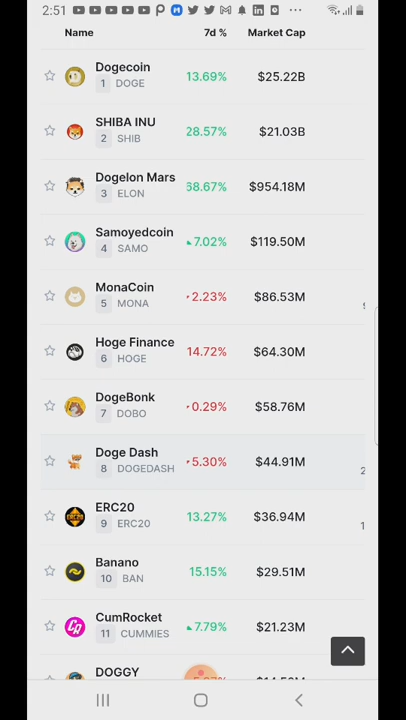 2:51
Name 7d % Market Cap
Dogecoin 13.69% $25.22B
1 DOGE
SHIBA INU 28.57% $21.03B
2 SHIB
Dogelon Mars 68.67% $954.18M
3 ELON
Samoyedcoin 7.02% $119.50M
4 SAMO
MonaCoin 2.23% $86.53M
5 MONA
Hoge Finance 14.72% $64.30M
6 HOGE
DogeBonk 0.29% $58.76M
7 DOBO
Doge Dash 5.30% $44.91M
8 DOGEDASH
ERC20 13.27% $36.94M
9 ERC20
Banano 15.15% $29.51M
10 BAN
CumRocket 7.79% $21.23M
11 CUMMIES
DOGGY